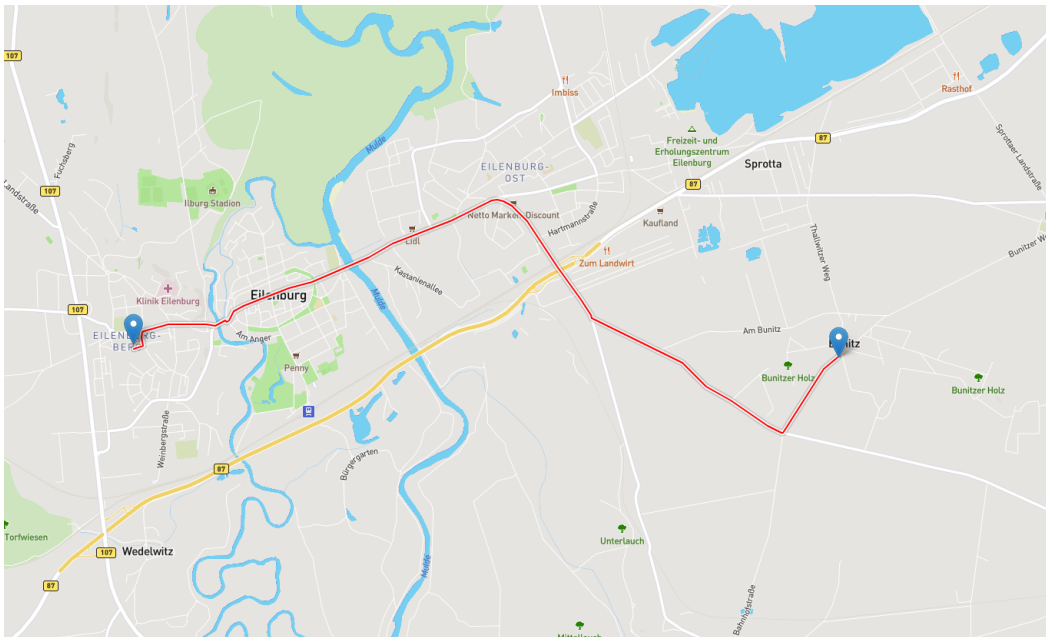 107
Imbiss
Rasthof
Mulde
Freizeit- und
Erholungszentrum
Eilenburg
87
Sprotta
Sprottaer Landstraße
Fuchsberg
EILENBURG-
OST
107
Landstraße
Ilburg Stadion
87
Netto Marken-Discount
Hartmannstraße
Kaufland
Lidl
Thallwitzer Weg
Bunitzer We
Zum Landwirt
Kastanienallee
Klinik Eilenburg
Eilenburg
Mulde
107
EILENBURG-
BERG
Am Anger
Am Bunitz
Bunitz
Penny
Bunitzer Holz
Bunitzer Holz
Weinbergstraße
Bürgergarten
87
Torfwiesen
Unterlauch
107
Wedelwitz
Mulde
87
Bahnhofstraße
Mittellauch